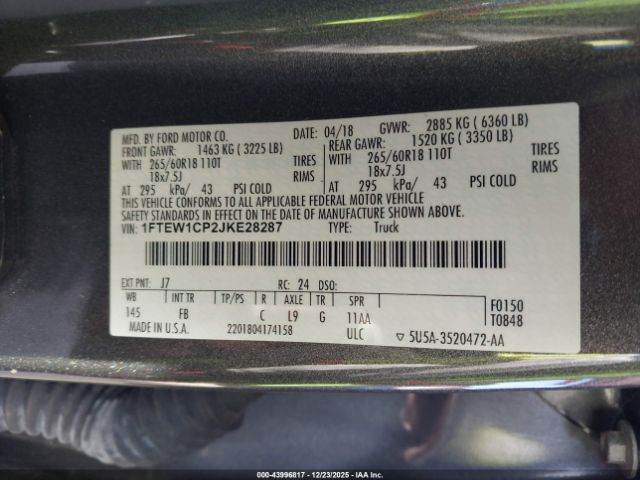 MFD. BY FORD MOTOR CO.
DATE: 04/18 GVWR: 2885 KG ( 6360 LB)
FRONT GAWR: 1463 KG ( 3225 LB) REAR GAWR: 1520 KG ( 3350 LB)
WITH 265/60R18 110T TIRES WITH 265/60R18 110T TIRES
18x7.5J RIMS 18x7.5J RIMS
AT 295 kPa/ 43 PSI COLD AT 295 kPa/ 43 PSI COLD
THIS VEHICLE CONFORMS TO ALL APPLICABLE FEDERAL MOTOR VEHICLE
SAFETY STANDARDS IN EFFECT ON THE DATE OF MANUFACTURE SHOWN ABOVE.
VIN: 1FTEW1CP2JKE28287 TYPE: Truck
EXT PNT: J7 RC: 24 DSO:
WB INT TR TP/PS R AXLE TR SPR F0150
145 FB C L9 G 11AA T0848
MADE IN U.S.A. 2201804174158 ULC 5U5A-3520472-AA
000-43996817 - 12/23/2025 - IAA Inc.